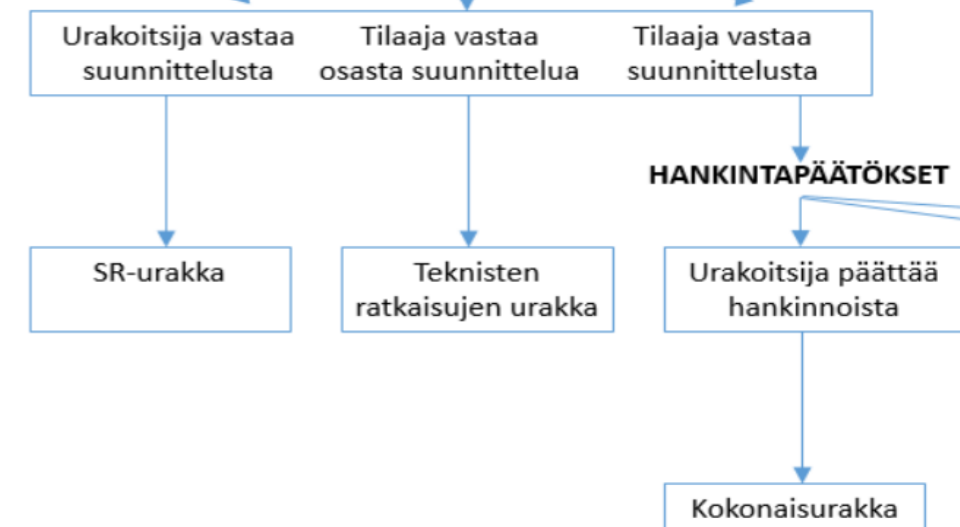 Urakoitsija vastaa
suunnittelusta
Tilaaja vastaa
osasta suunnittelua
Tilaaja vastaa
suunnittelusta
HANKINTAPÄÄTÖKSET
SR-urakka
Teknisten
ratkaisujen urakka
Urakoitsija päättää
hankinnoista
Kokonaisurakka